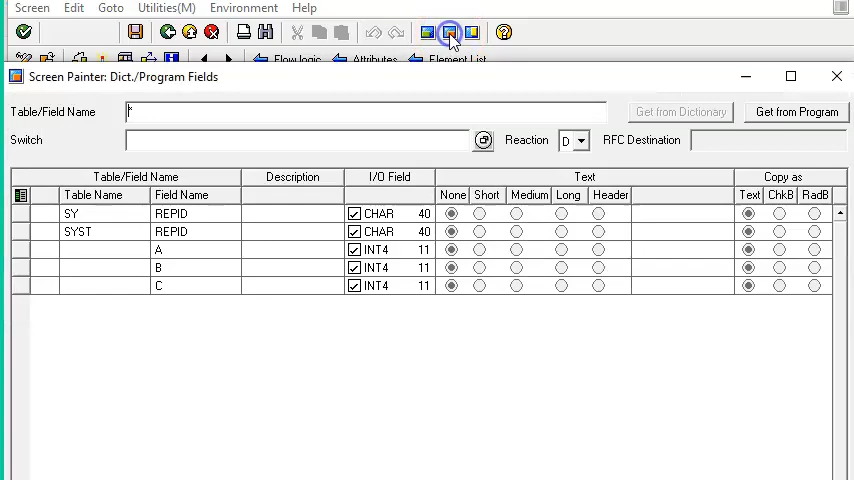 Screen Edit Goto Utilities(M) Environment Help
Flow logic Attributes Element List
Screen Painter: Dict./Program Fields
Table/Field Name * Get from Dictionary Get from Program
Switch Reaction D RFC Destination
Table/Field Name Description I/O Field Text Copy as
Table Name Field Name None Short Medium Long Header Text ChkB RadB
SY REPID CHAR 40
SYST REPID CHAR 40
A INT4 11
B INT4 11
C INT4 11